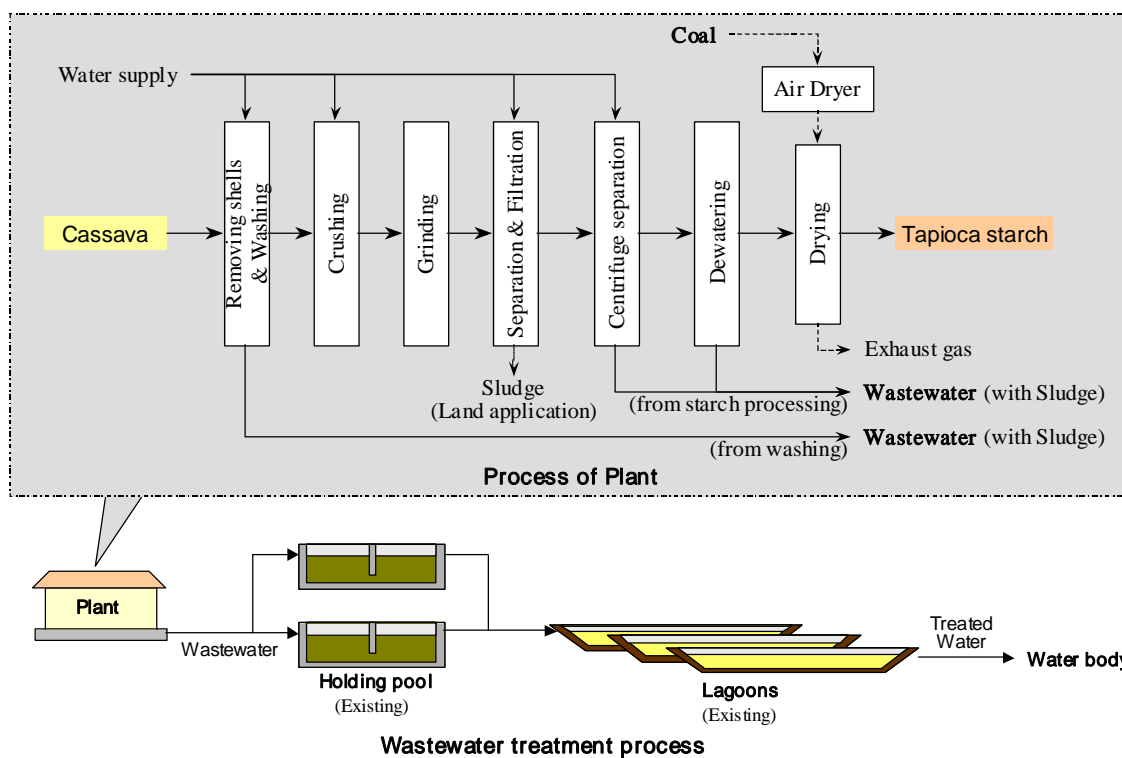 Coal
Water supply
Air Dryer
Cassava
Removing shells
& Washing
Crushing
Grinding
Separation & Filtration
Centrifuge separation
Dewatering
Drying
Tapioca starch
Exhaust gas
Sludge
(Land application)
(from starch processing)
Wastewater (with Sludge)
(from washing)
Wastewater (with Sludge)
Process of Plant
Plant
Wastewater
Holding pool
(Existing)
Lagoons
(Existing)
Treated
Water
Water body
Wastewater treatment process